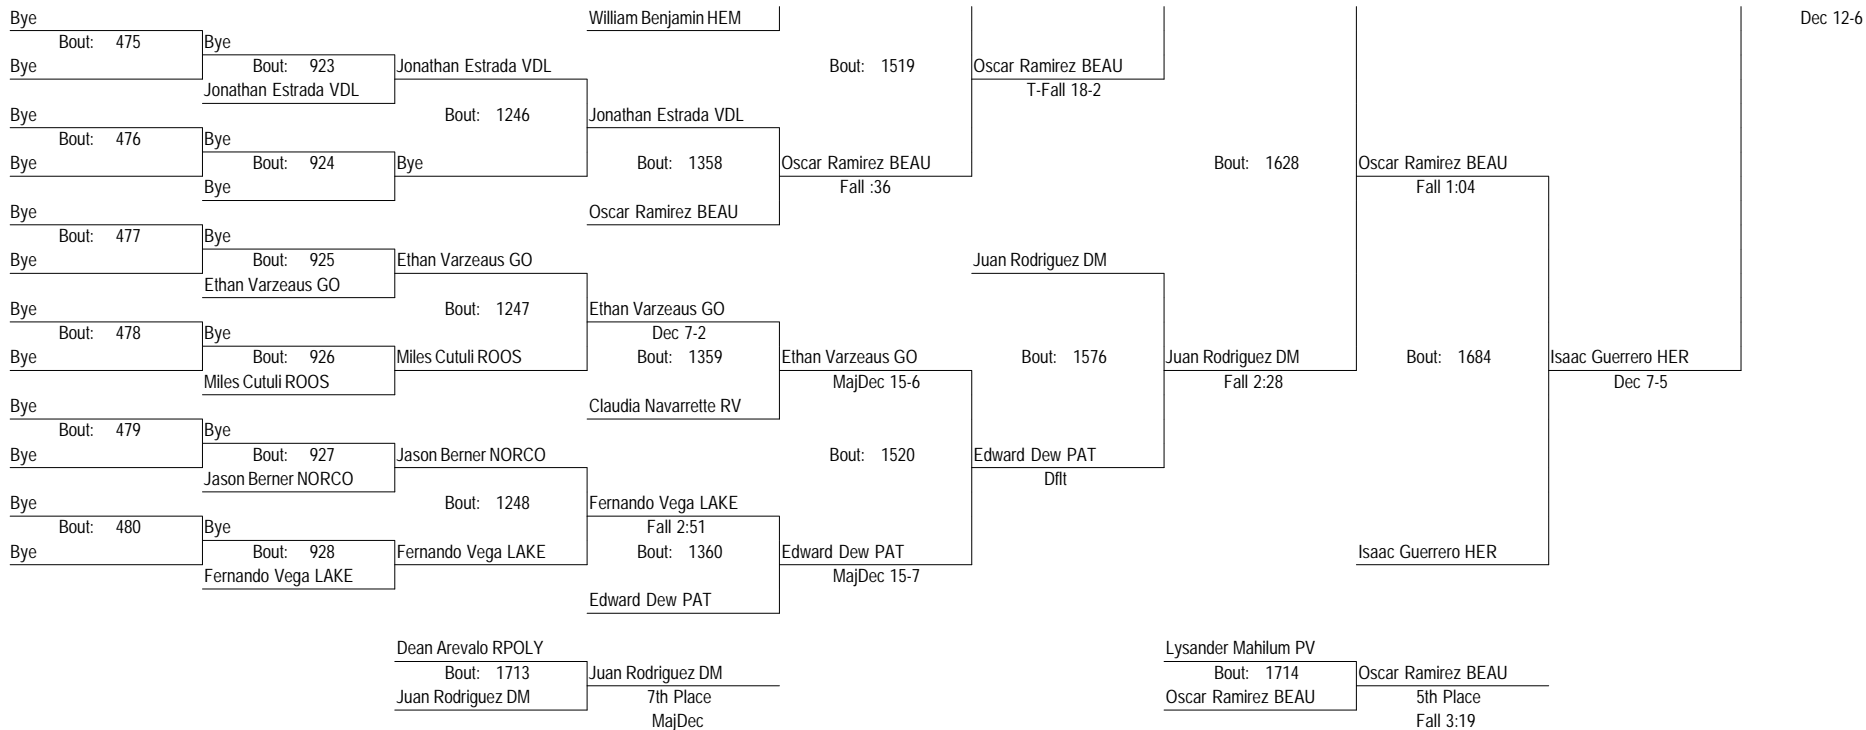 Bye
William Benjamin HEM
Dec 12-6
Bout: 475
Bye
Bye
Bout: 923
Jonathan Estrada VDL
Bout: 1519
Oscar Ramirez BEAU
Jonathan Estrada VDL
T-Fall 18-2
Bye
Bout: 1246
Jonathan Estrada VDL
Bout: 476
Bye
Bye
Bout: 924
Bye
Bout: 1358
Oscar Ramirez BEAU
Bout: 1628
Oscar Ramirez BEAU
Bye
Fall :36
Fall 1:04
Bye
Oscar Ramirez BEAU
Bout: 477
Bye
Bye
Bout: 925
Ethan Varzeaus GO
Juan Rodriguez DM
Ethan Varzeaus GO
Bye
Bout: 1247
Ethan Varzeaus GO
Bout: 478
Bye
Dec 7-2
Bye
Bout: 926
Miles Cutuli ROOS
Bout: 1359
Ethan Varzeaus GO
Bout: 1576
Juan Rodriguez DM
Bout: 1684
Isaac Guerrero HER
Miles Cutuli ROOS
MajDec 15-6
Fall 2:28
Dec 7-5
Bye
Claudia Navarrette RV
Bout: 479
Bye
Bye
Bout: 927
Jason Berner NORCO
Bout: 1520
Edward Dew PAT
Jason Berner NORCO
Dflt
Bye
Bout: 1248
Fernando Vega LAKE
Bout: 480
Bye
Fall 2:51
Bye
Bout: 928
Fernando Vega LAKE
Bout: 1360
Edward Dew PAT
Isaac Guerrero HER
Fernando Vega LAKE
MajDec 15-7
Edward Dew PAT
Dean Arevalo RPOLY
Lysander Mahilum PV
Bout: 1713
Juan Rodriguez DM
Bout: 1714
Oscar Ramirez BEAU
Juan Rodriguez DM
7th Place
Oscar Ramirez BEAU
5th Place
MajDec
Fall 3:19